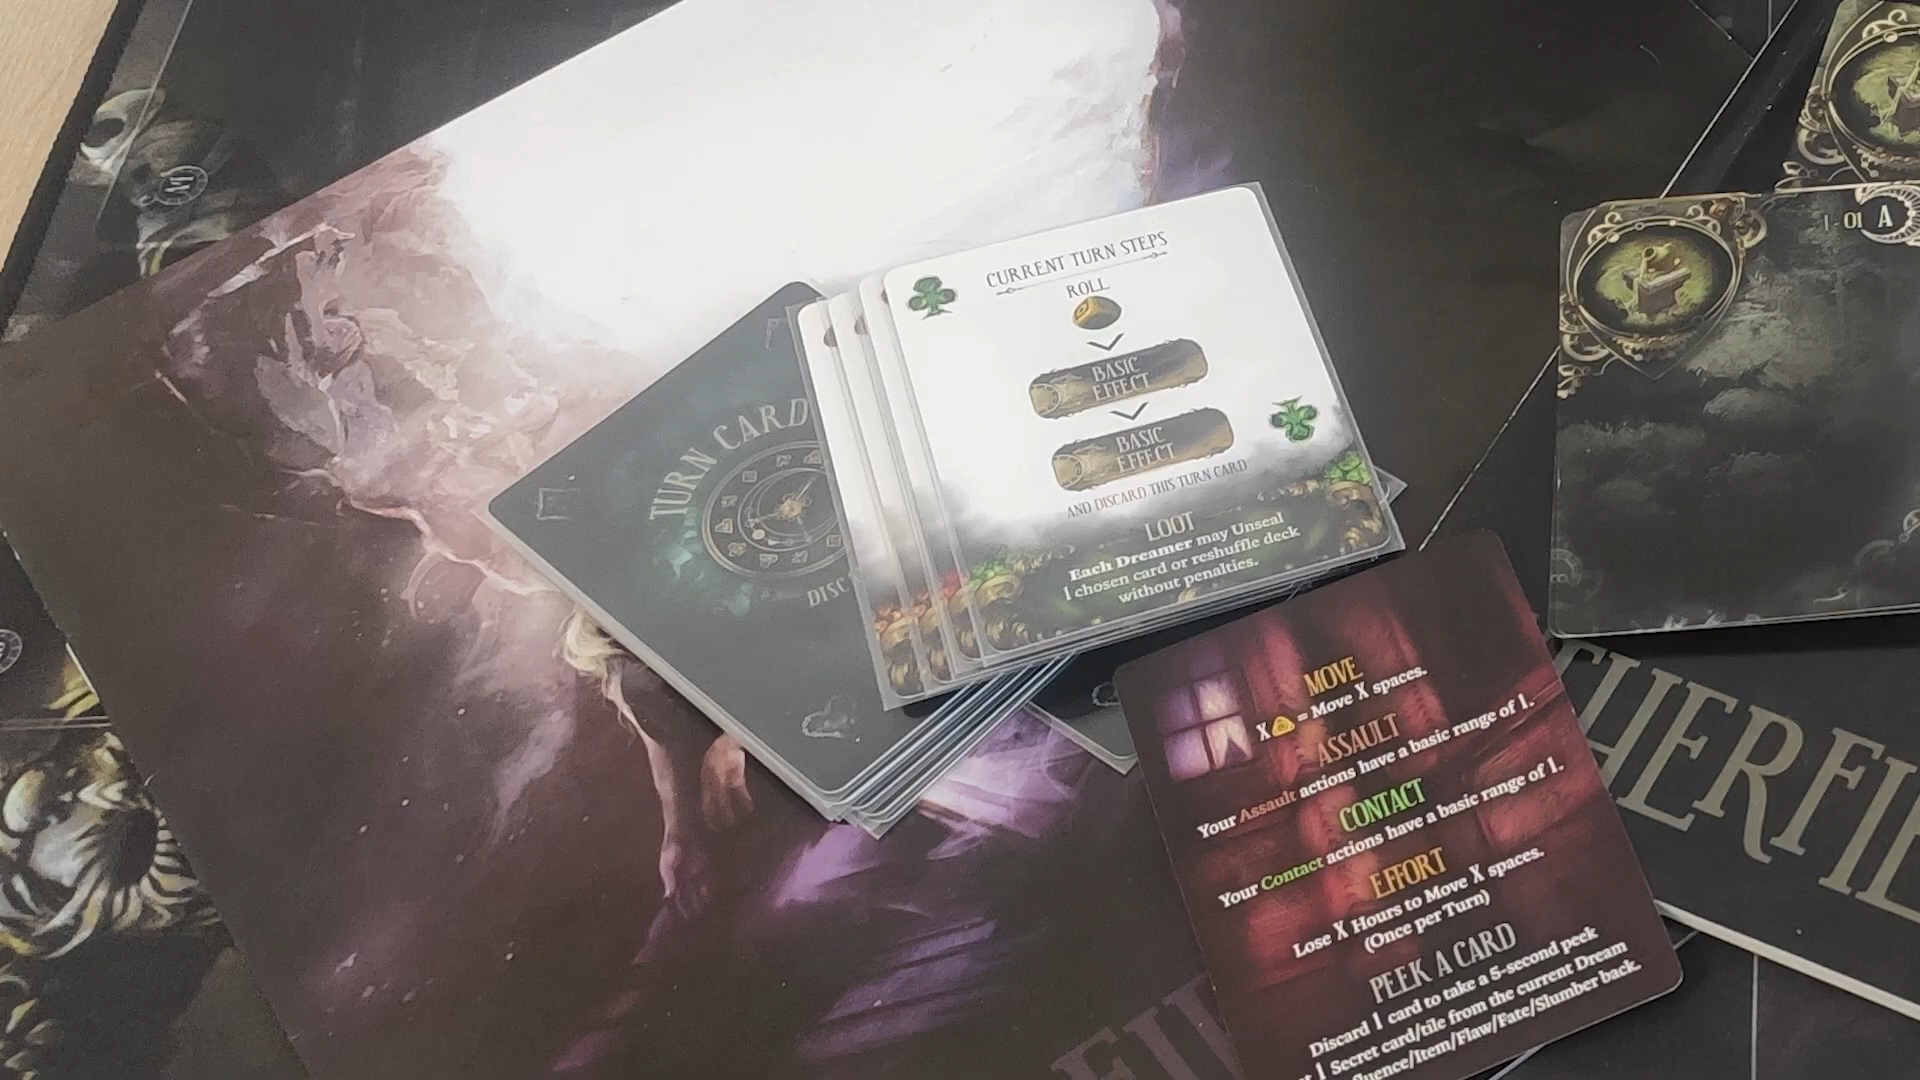 CURRENT TURN STEPS
ROLL
BASIC
EFFECT
BASIC
EFFECT
AND DISCARD THIS TURN CARD
LOOT
Each Dreamer may Unseal
1 chosen card or reshuffle deck
without penalties.
TURN CARD
DISC
1-01 A
MOVE
X = Move X spaces.
ASSAULT
Your Assault actions have a basic range of 1.
CONTACT
Your Contact actions have a basic range of 1.
EFFORT
Lose X Hours to Move X spaces.
(Once per Turn)
PEEK A CARD
Discard 1 card to take a 5-second peek
at 1 Secret card/tile from the current Dream
/Item/Flaw/Fate/Slumber back.